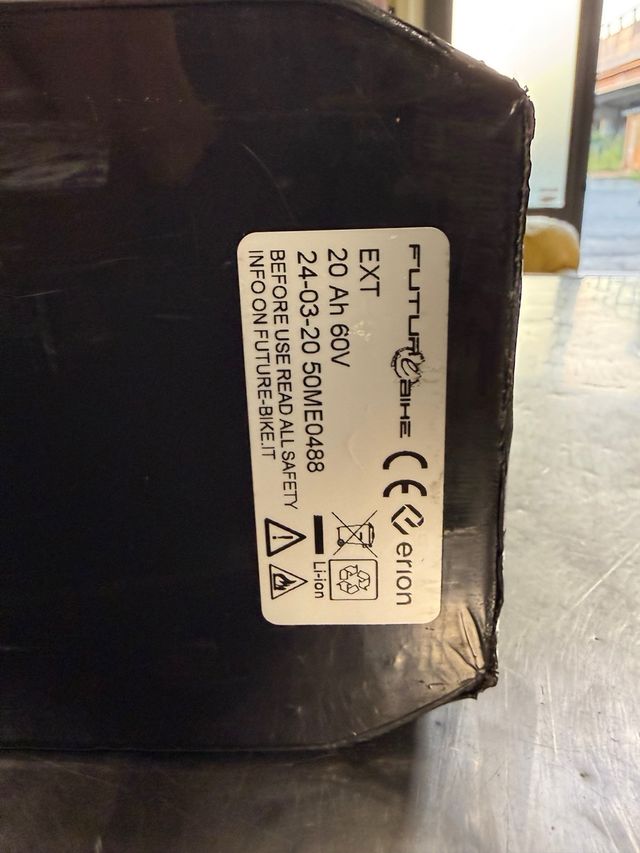 FUTURE BIKE
CE erion
EXT
20 Ah 60V
24-03-20 50ME0488
BEFORE USE READ ALL SAFETY
INFO ON FUTURE-BIKE.IT
Li-ion